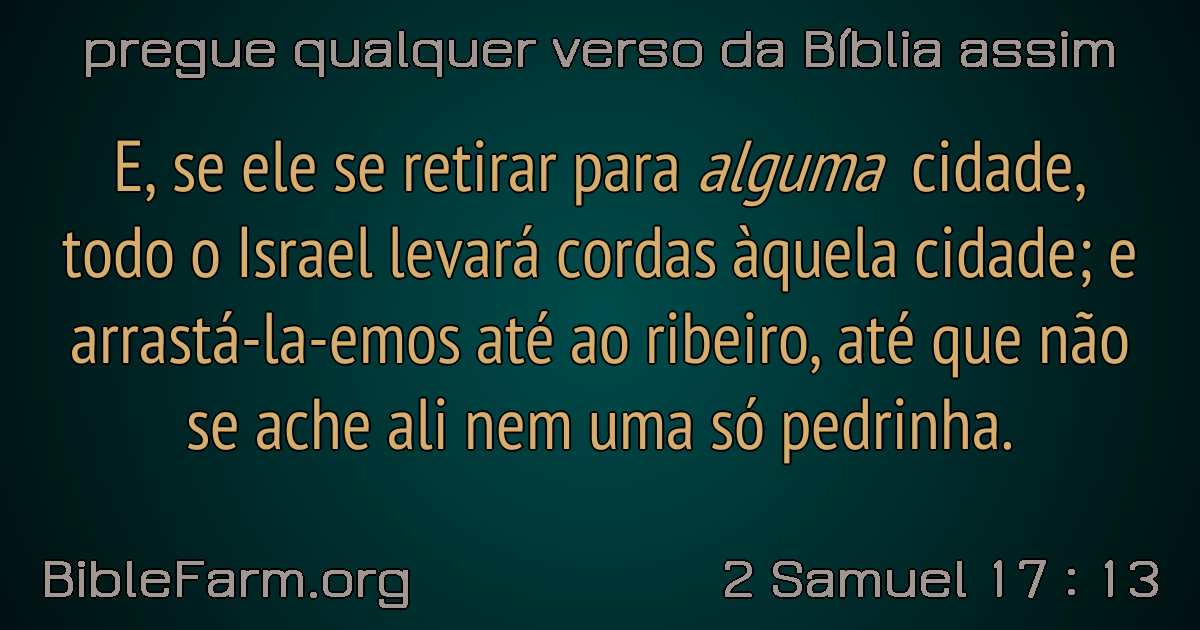 pregue qualquer verso da Bíblia assim
E, se ele se retirar para alguma cidade,
todo o Israel levará cordas àquela cidade; e
arrastá-la-emos até ao ribeiro, até que não
se ache ali nem uma só pedrinha.
BibleFarm.org
2 Samuel 17 : 13